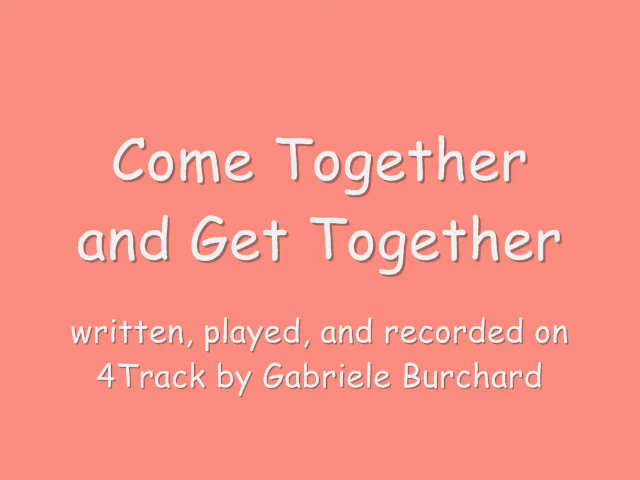 Come Together
and Get Together
written, played, and recorded on
4Track by Gabriele Burchard